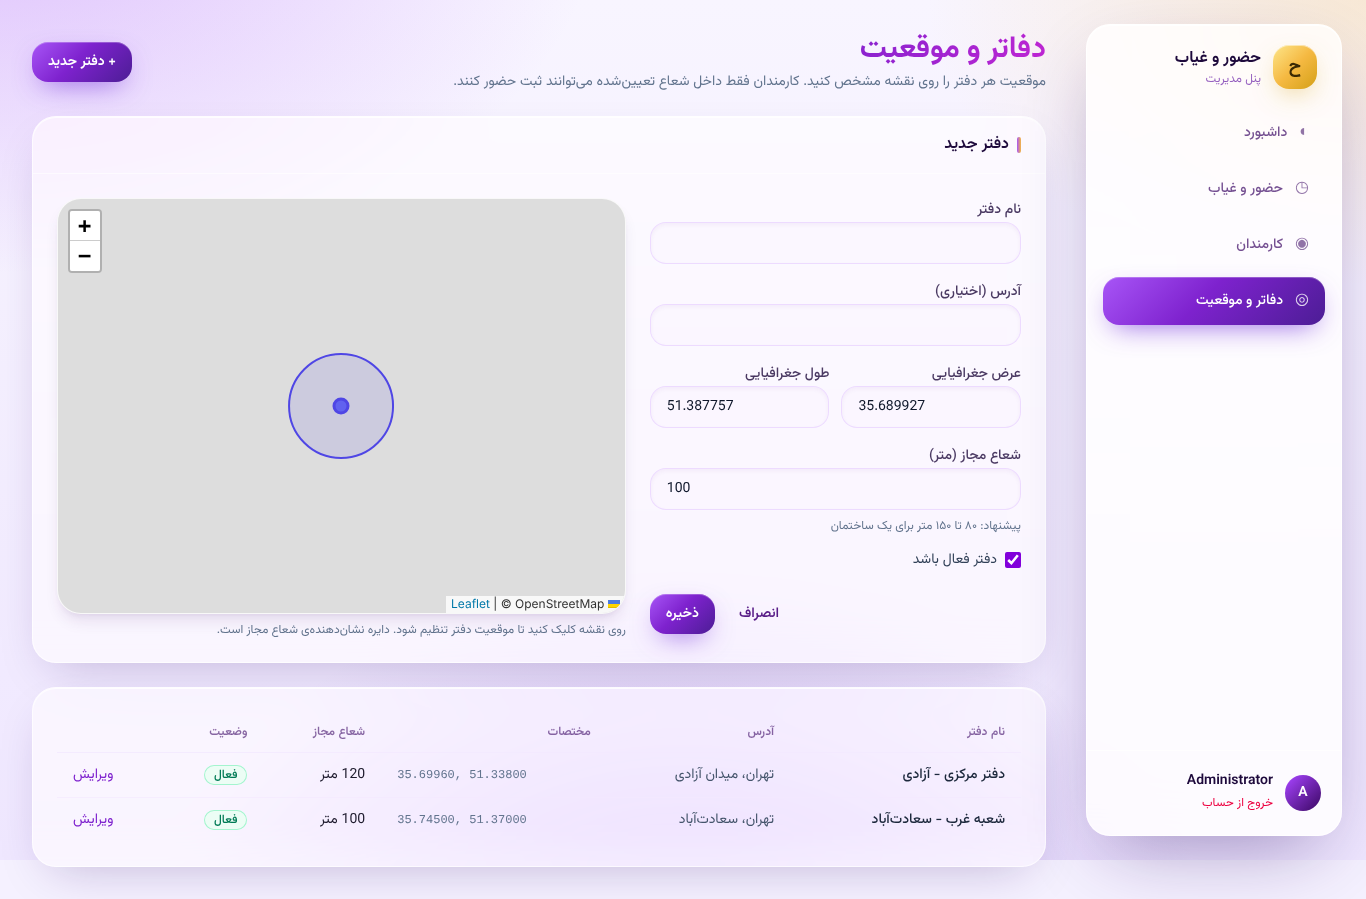 ح
حضور و غیاب
پنل مدیریت
داشبورد
حضور و غیاب
کارمندان
دفاتر و موقعیت
Administrator
خروج از حساب
A
دفاتر و موقعیت
موقعیت هر دفتر را روی نقشه مشخص کنید. کارمندان فقط داخل شعاع تعیین‌شده می‌توانند ثبت حضور کنند.
+ دفتر جدید
دفتر جدید
نام دفتر
آدرس (اختیاری)
عرض جغرافیایی
طول جغرافیایی
35.689927
51.387757
شعاع مجاز (متر)
100
پیشنهاد: ۸۰ تا ۱۵۰ متر برای یک ساختمان
دفتر فعال باشد
انصراف
ذخیره
+
−
Leaflet | © OpenStreetMap
روی نقشه کلیک کنید تا موقعیت دفتر تنظیم شود. دایره نشان‌دهنده‌ی شعاع مجاز است.
نام دفتر آدرس مختصات شعاع مجاز وضعیت
دفتر مرکزی - آزادی تهران، میدان آزادی 35.69960, 51.33800 120 متر فعال ویرایش
شعبه غرب - سعادت‌آباد تهران، سعادت‌آباد 35.74500, 51.37000 100 متر فعال ویرایش